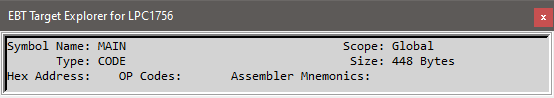 EBT Target Explorer for LPC1756
x
Symbol Name: MAIN Scope: Global
Type: CODE Size: 448 Bytes
Hex Address: OP Codes: Assembler Mnemonics: